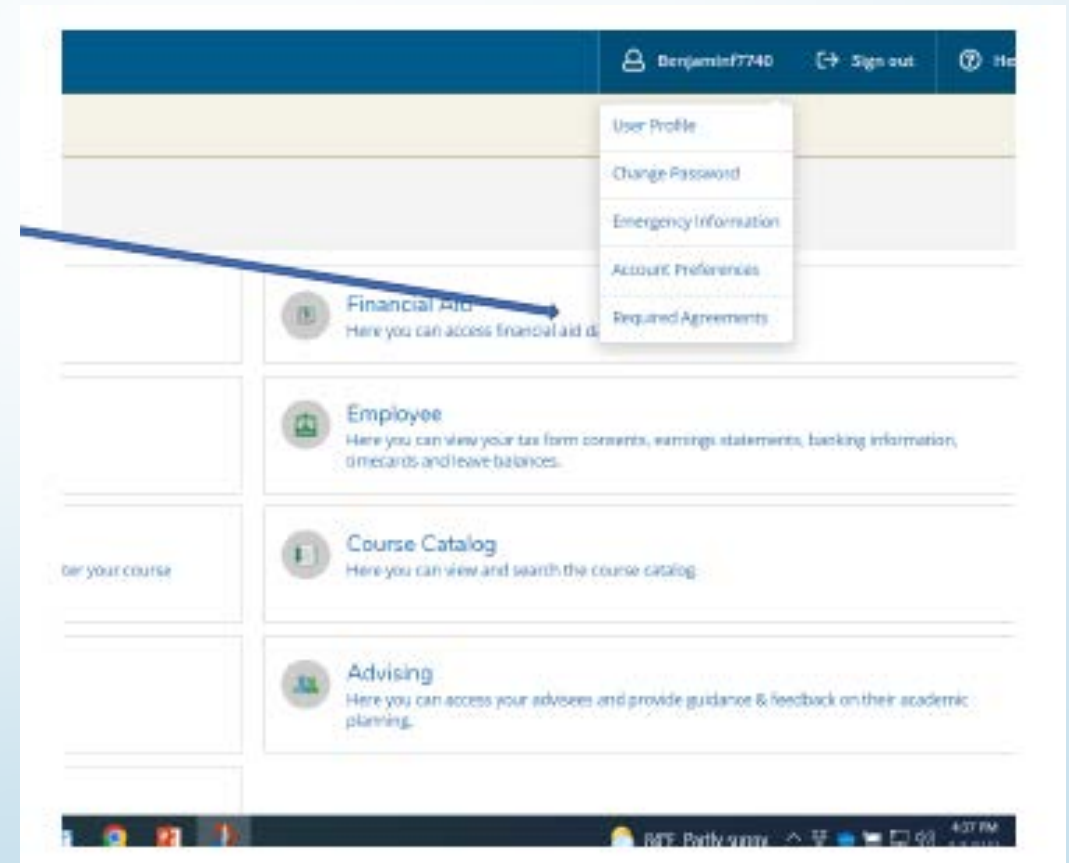 Benjaminf7740 Sign out He
User Profile
Change Password
Emergency Information
Account Preferences
Required Agreements
Financial Aid
Here you can access financial aid d
Employee
Here you can view your tax form consents, earnings statements, banking information,
timecards and leave balances.
ter your course
Course Catalog
Here you can view and search the course catalog.
Advising
Here you can access your advisees and provide guidance & feedback on their academic
planning.
84°F Partly sunny
4:37 PM